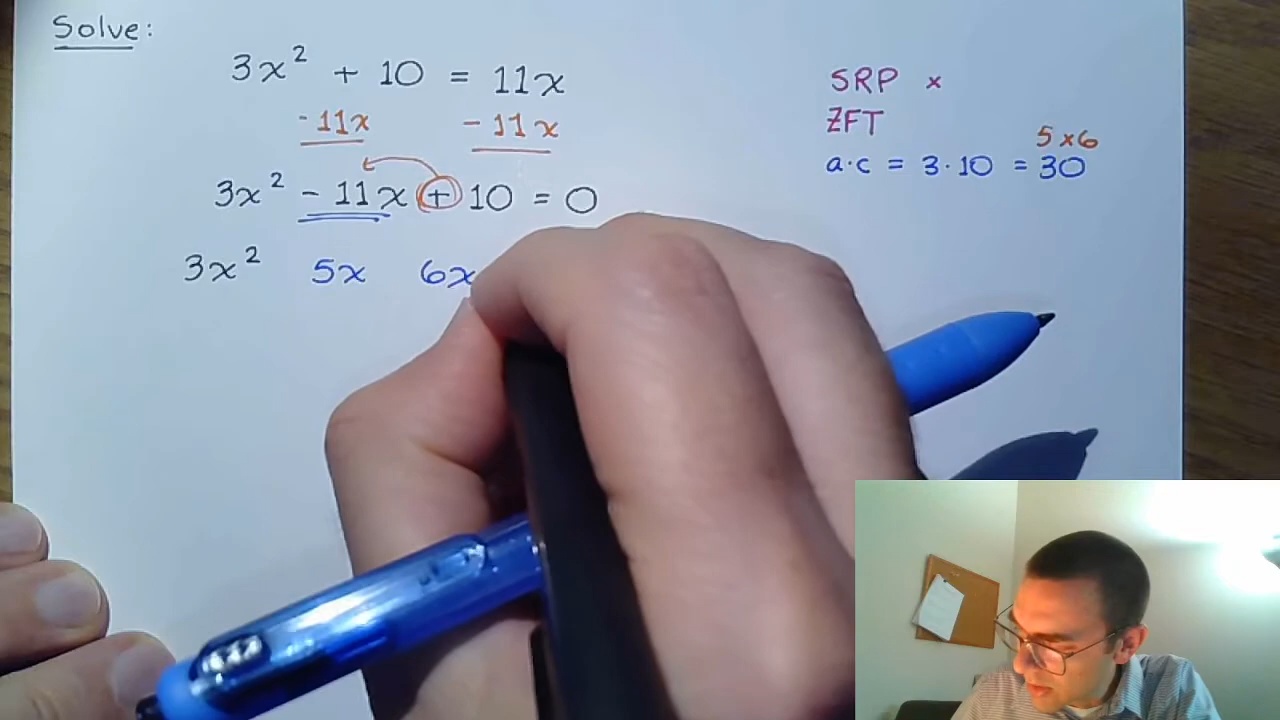 Solve:
3x² + 10 = 11x
- 11x - 11x
3x² - 11x + 10 = 0
3x² 5x 6x
SRP ×
ZFT
5 x 6
a·c = 3·10 = 30